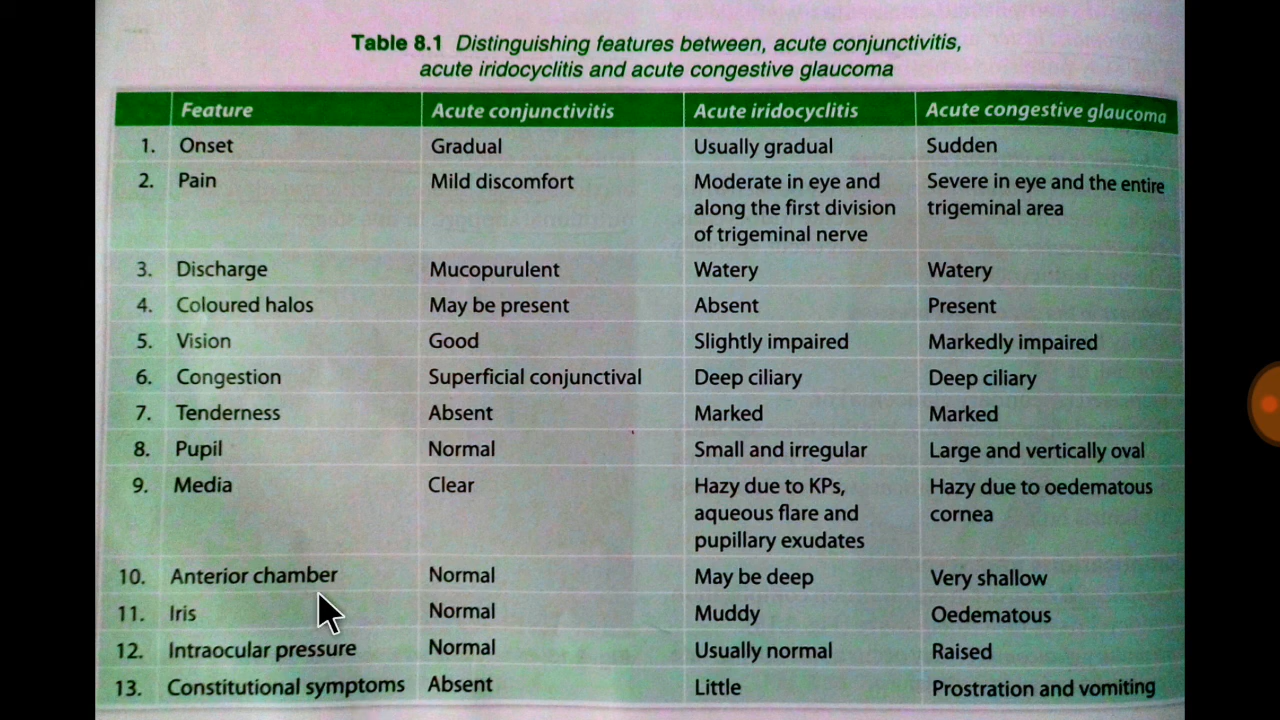 Table 8.1 Distinguishing features between, acute conjunctivitis,
acute iridocyclitis and acute congestive glaucoma
Feature Acute conjunctivitis Acute iridocyclitis Acute congestive glaucoma
1. Onset Gradual Usually gradual Sudden
2. Pain Mild discomfort Moderate in eye and Severe in eye and the entire
along the first division trigeminal area
of trigeminal nerve
3. Discharge Mucopurulent Watery Watery
4. Coloured halos May be present Absent Present
5. Vision Good Slightly impaired Markedly impaired
6. Congestion Superficial conjunctival Deep ciliary Deep ciliary
7. Tenderness Absent Marked Marked
8. Pupil Normal Small and irregular Large and vertically oval
9. Media Clear Hazy due to KPs, Hazy due to oedematous
aqueous flare and cornea
pupillary exudates
10. Anterior chamber Normal May be deep Very shallow
11. Iris Normal Muddy Oedematous
12. Intraocular pressure Normal Usually normal Raised
13. Constitutional symptoms Absent Little Prostration and vomiting